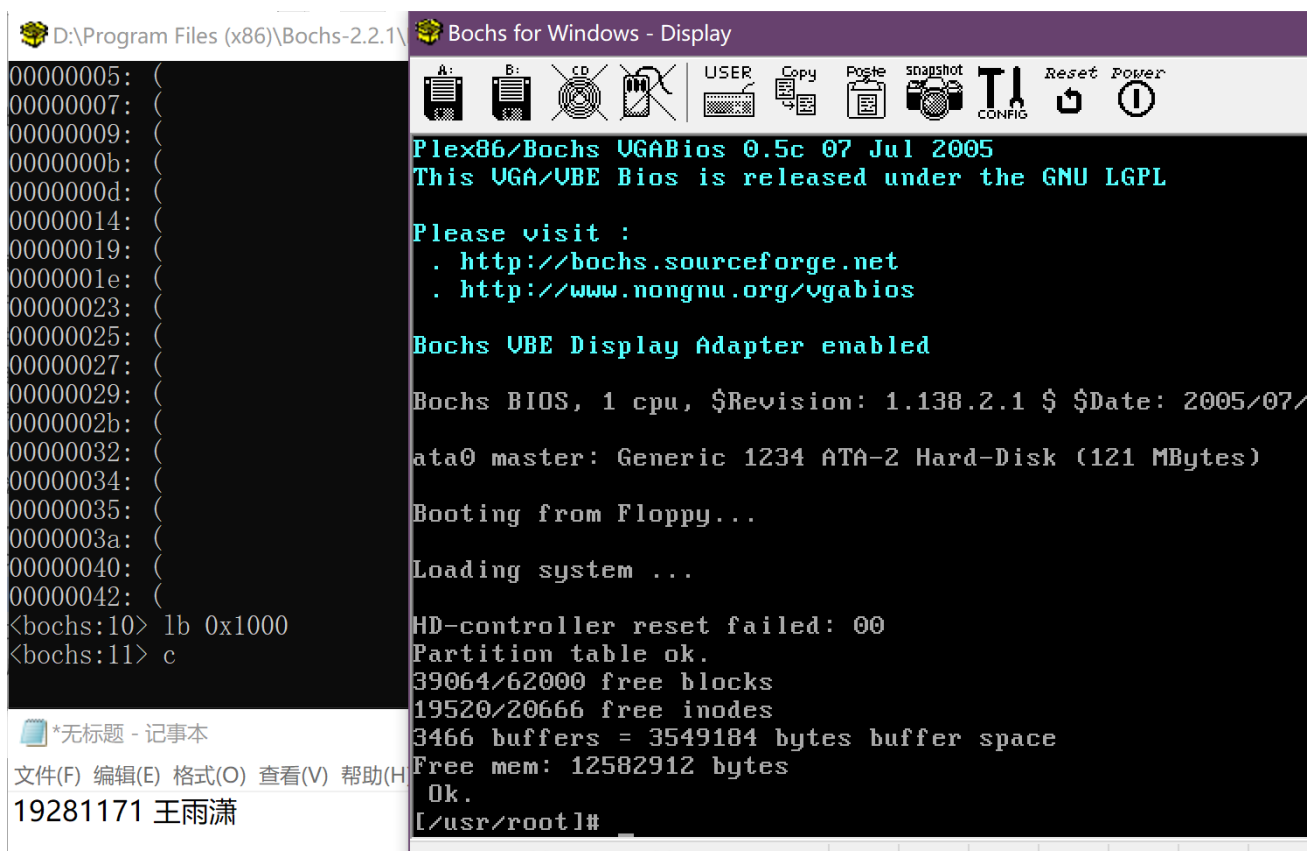 D:\Program Files (x86)\Bochs-2.2.1\
00000005: (
00000007: (
00000009: (
0000000b: (
0000000d: (
00000014: (
00000019: (
0000001e: (
00000023: (
00000025: (
00000027: (
00000029: (
0000002b: (
00000032: (
00000034: (
00000035: (
0000003a: (
00000040: (
00000042: (
<bochs:10> lb 0x1000
<bochs:11> c
*无标题 - 记事本
文件(F) 编辑(E) 格式(O) 查看(V) 帮助(H
19281171 王雨潇
Bochs for Windows - Display
A: B: CD USER Copy Poste snapshot CONFIG Reset Power
Plex86/Bochs VGABios 0.5c 07 Jul 2005
This VGA/VBE Bios is released under the GNU LGPL
Please visit :
. http://bochs.sourceforge.net
. http://www.nongnu.org/vgabios
Bochs VBE Display Adapter enabled
Bochs BIOS, 1 cpu, $Revision: 1.138.2.1 $ $Date: 2005/07/
ata0 master: Generic 1234 ATA-2 Hard-Disk (121 MBytes)
Booting from Floppy...
Loading system ...
HD-controller reset failed: 00
Partition table ok.
39064/62000 free blocks
19520/20666 free inodes
3466 buffers = 3549184 bytes buffer space
Free mem: 12582912 bytes
Ok.
[/usr/root]# _